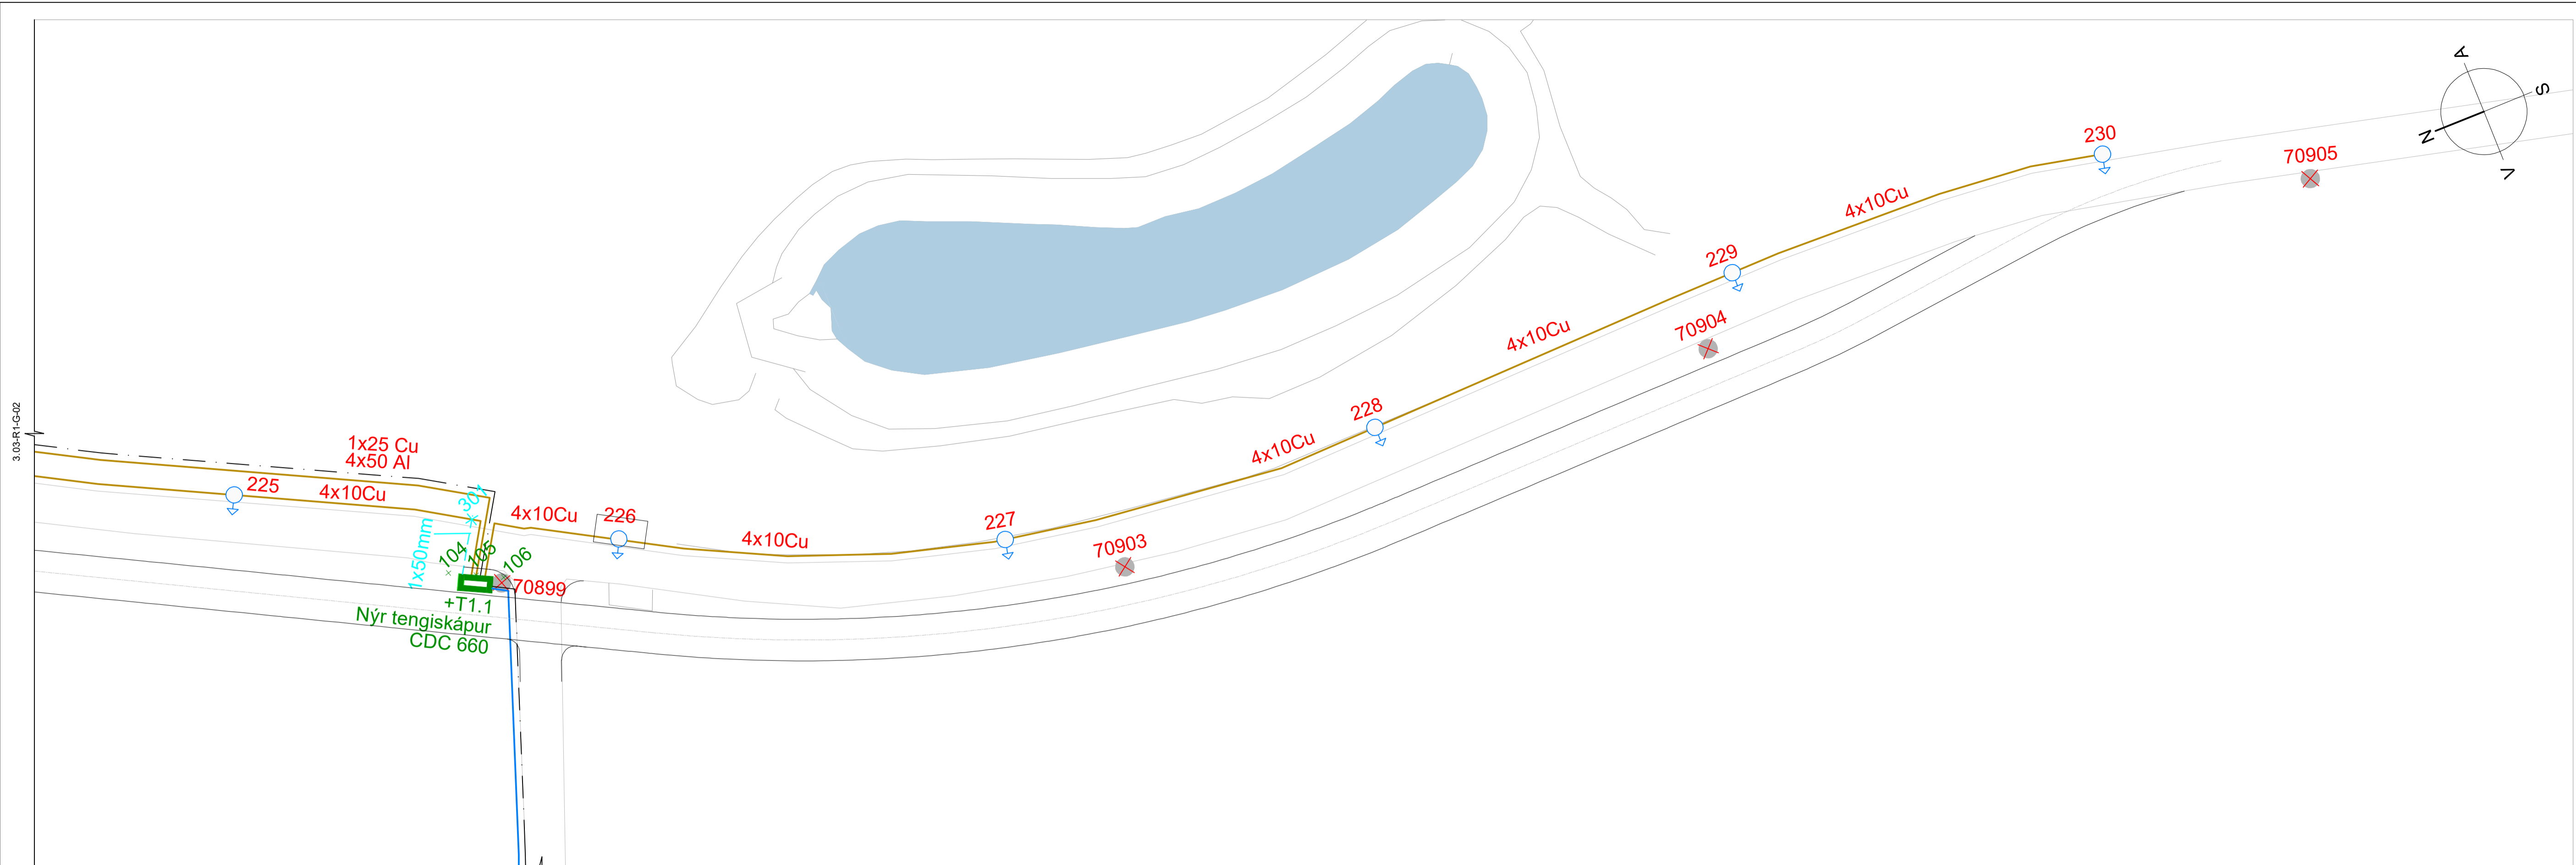 A
S
N
V
230
70905
4x10Cu
229
70904
4x10Cu
228
4x10Cu
3.03-R1-G-02
1x25 Cu
4x50 Al
225
4x10Cu
301
4x10Cu
226
4x10Cu
227
70903
1x50mm
104
105
106
70899
+T1.1
Nýr tengiskápur
CDC 660